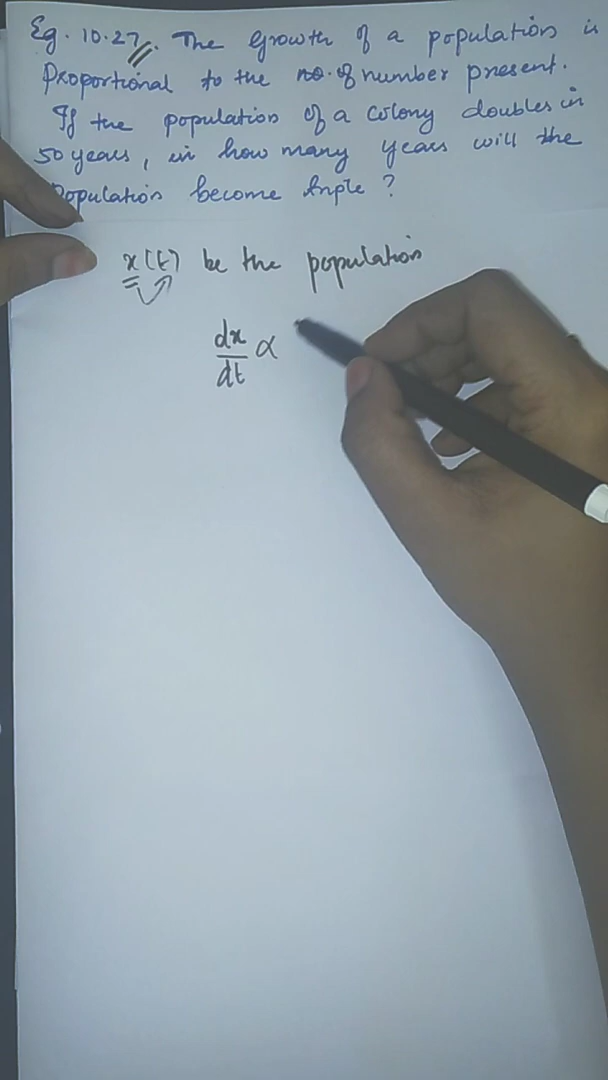 Eg. 10.27. The Growth of a population is
Proportional to the no. of number present.
If the population of a colony doubles in
50 years, in how many years will the
Population become triple ?
x(t) be the population
dx/dt ∝